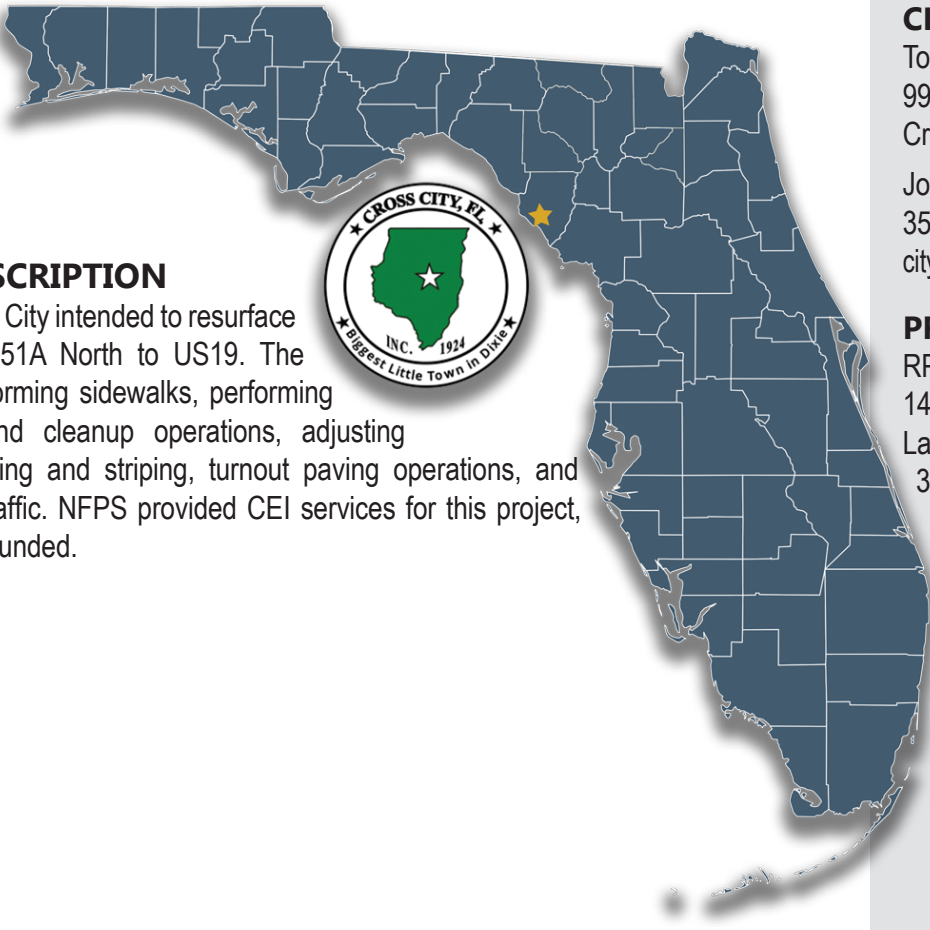 SCRIPTION
City intended to resurface
51A North to US19. The
orming sidewalks, performing
nd cleanup operations, adjusting
ing and striping, turnout paving operations, and
affic. NFPS provided CEI services for this project,
unded.
CROSS CITY, FL
INC. 1924
Biggest Little Town in Dixie
To
99
Cr
Jo
35
city
RF
14
La
3